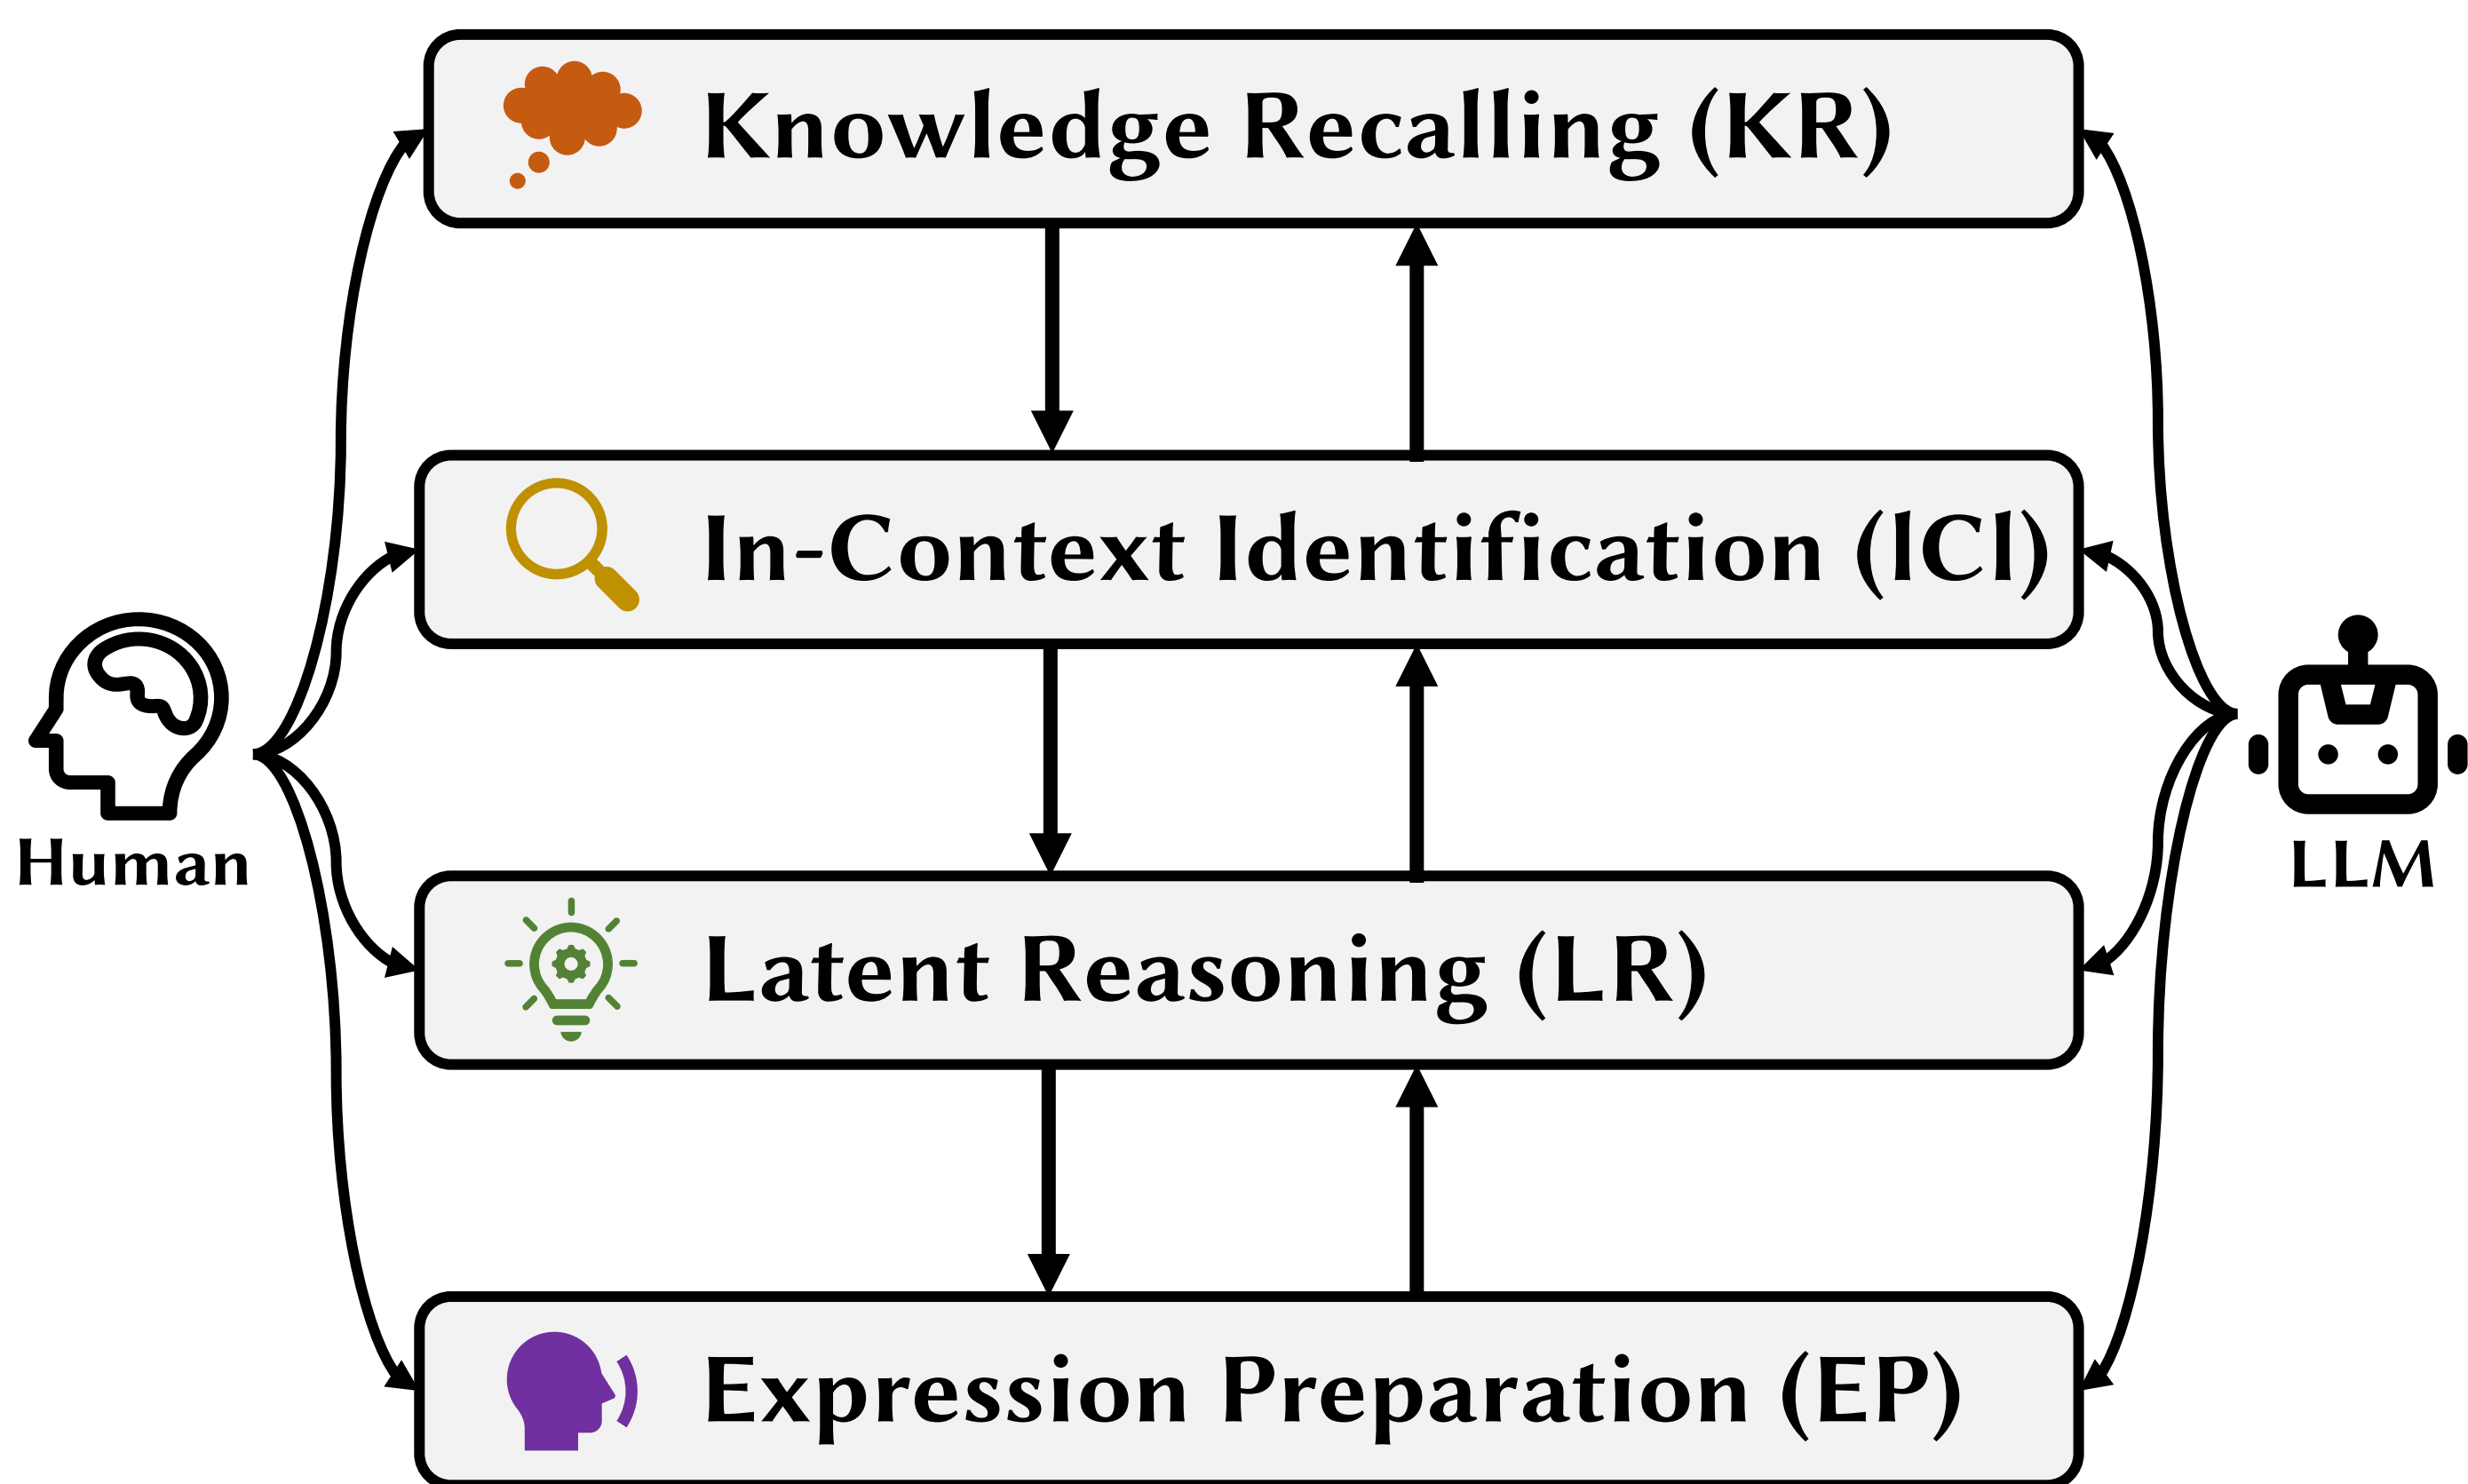 Knowledge Recalling (KR)
In-Context Identification (ICI)
Human
LLM
Latent Reasoning (LR)
Expression Preparation (EP)